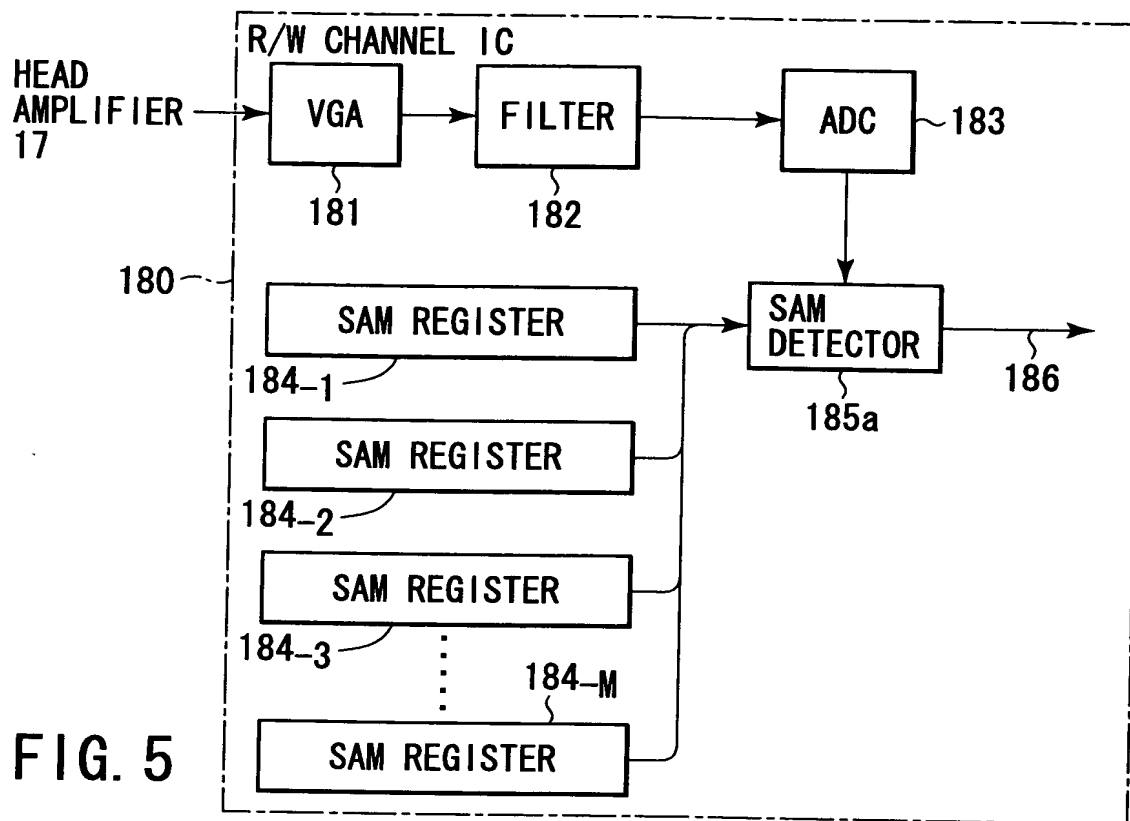 R/W CHANNEL IC
HEAD
AMPLIFIER
17
VGA
FILTER
ADC
183
181
182
180
SAM REGISTER
SAM
DETECTOR
184-1
186
185a
SAM REGISTER
184-2
SAM REGISTER
184-3
184-M
SAM REGISTER
FIG. 5